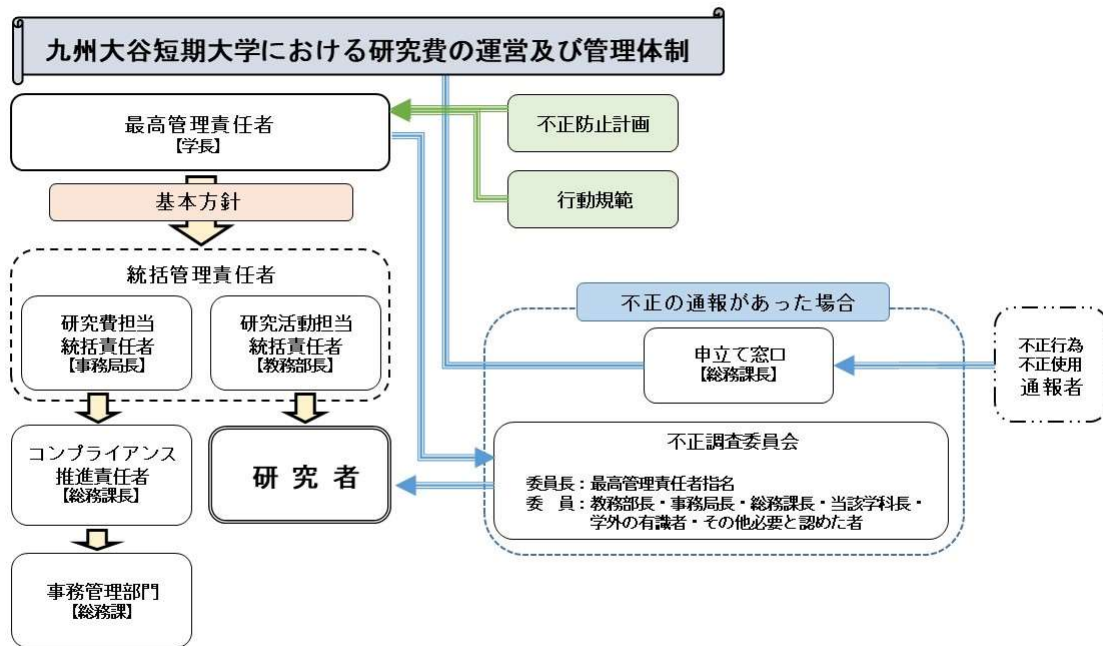 九州大谷短期大学における研究費の運営及び管理体制
最高管理責任者
【学長】
不正防止計画
行動規範
基本方針
統括管理責任者
研究費担当
統括責任者
【事務局長】
研究活動担当
統括責任者
【教務部長】
不正の通報があった場合
申立て窓口
【総務課長】
不正行為
不正使用
通報者
コンプライアンス
推進責任者
【総務課長】
研究者
不正調査委員会
委員長：最高管理責任者指名
委　員：教務部長・事務局長・総務課長・当該学科長・
学外の有識者・その他必要と認めた者
事務管理部門
【総務課】